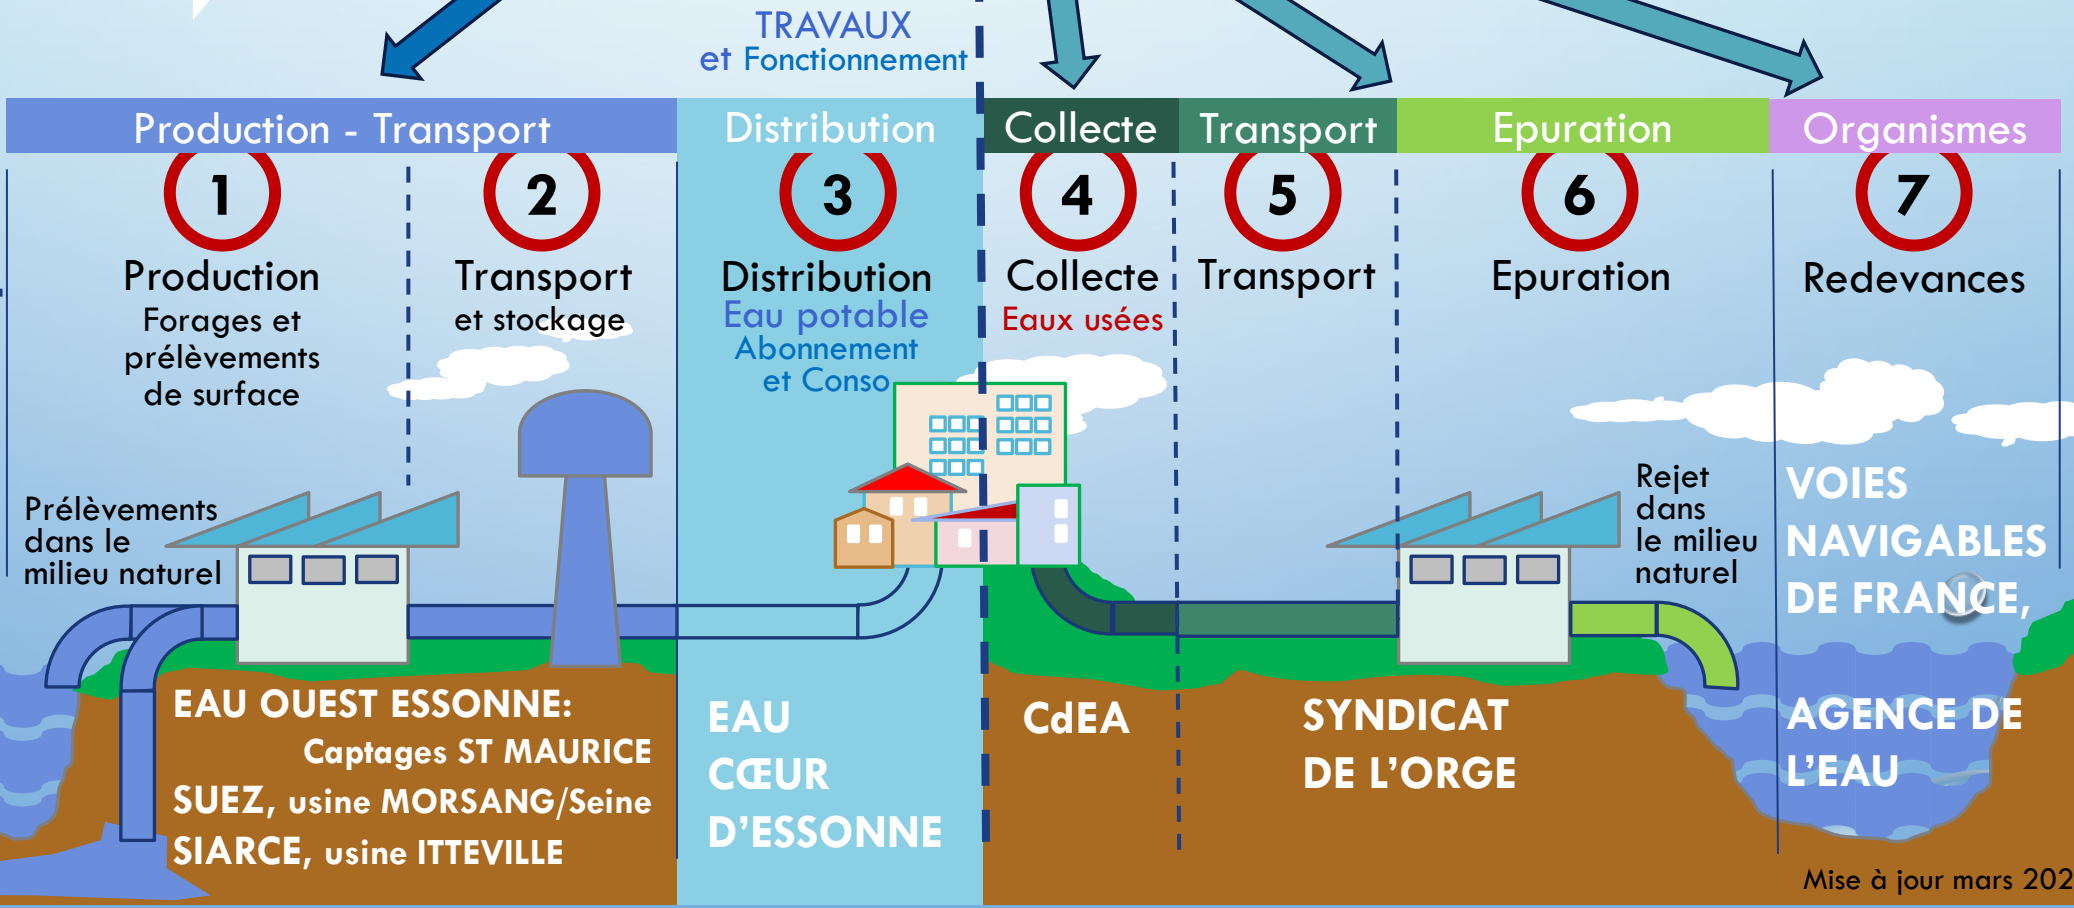 TRAVAUX
et Fonctionnement
Production - Transport
Distribution
Collecte
Transport
Epuration
Organismes
1
2
3
4
5
6
7
Production
Forages et
prélèvements
de surface
Transport
et stockage
Distribution
Eau potable
Abonnement
et Conso
Collecte
Eaux usées
Transport
Epuration
Redevances
Prélèvements
dans le
milieu naturel
Rejet
dans
le milieu
naturel
VOIES
NAVIGABLES
DE FRANCE,
AGENCE DE
L'EAU
EAU OUEST ESSONNE:
Captages ST MAURICE
SUEZ, usine MORSANG/Seine
SIARCE, usine ITTEVILLE
EAU
CŒUR
D'ESSONNE
CdEA
SYNDICAT
DE L'ORGE
Mise à jour mars 202